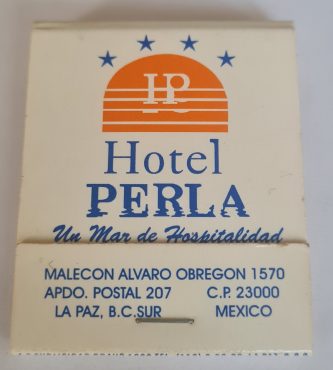 HP
Hotel
PERLA
Un Mar de Hospitalidad
MALECON ALVARO OBREGON 1570
APDO. POSTAL 207 C.P. 23000
LA PAZ, B.C.SUR MEXICO